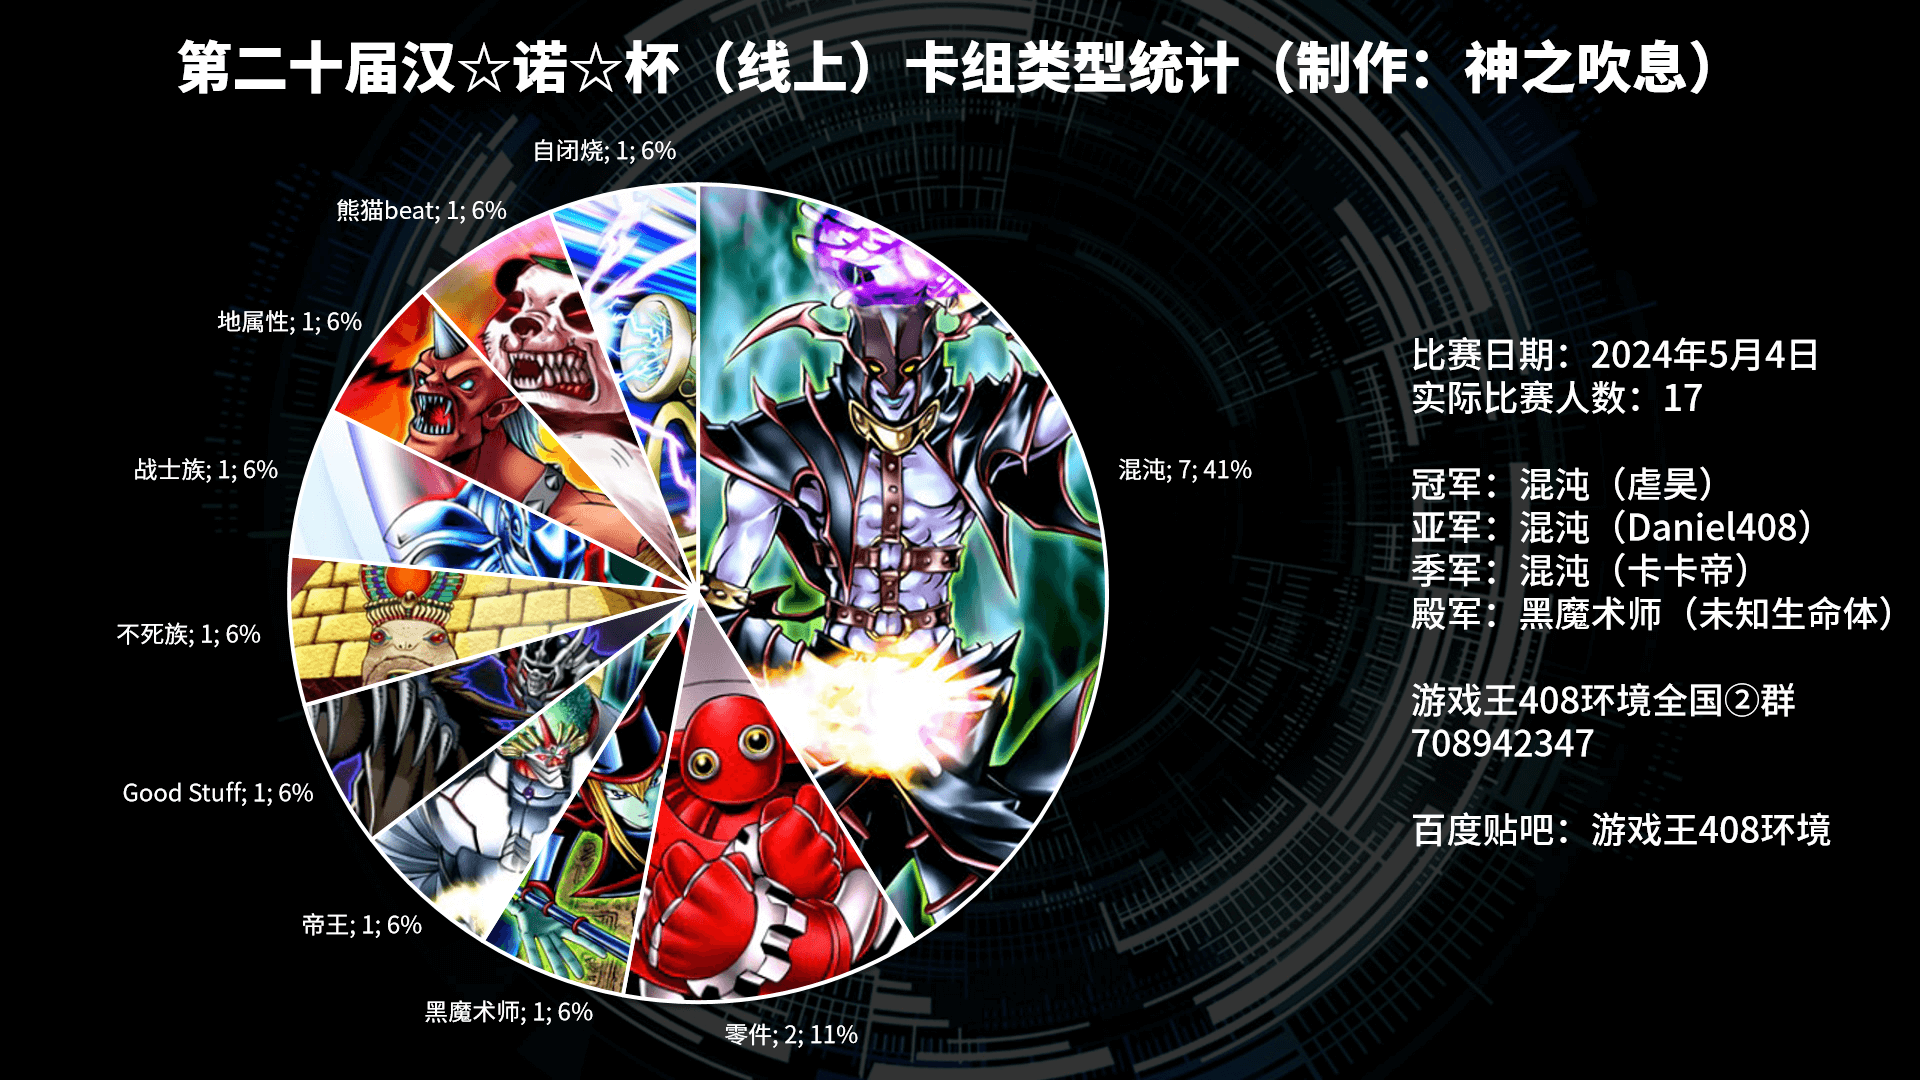 第二十届汉☆诺☆杯（线上）卡组类型统计（制作：神之吹息）
自闭烧; 1; 6%
熊猫beat; 1; 6%
地属性; 1; 6%
战士族; 1; 6%
混沌; 7; 41%
不死族; 1; 6%
Good Stuff; 1; 6%
帝王; 1; 6%
黑魔术师; 1; 6%
零件; 2; 11%
比赛日期：2024年5月4日
实际比赛人数：17
冠军：混沌（虐昊）
亚军：混沌（Daniel408）
季军：混沌（卡卡帝）
殿军：黑魔术师（未知生命体）
游戏王408环境全国②群
708942347
百度贴吧：游戏王408环境